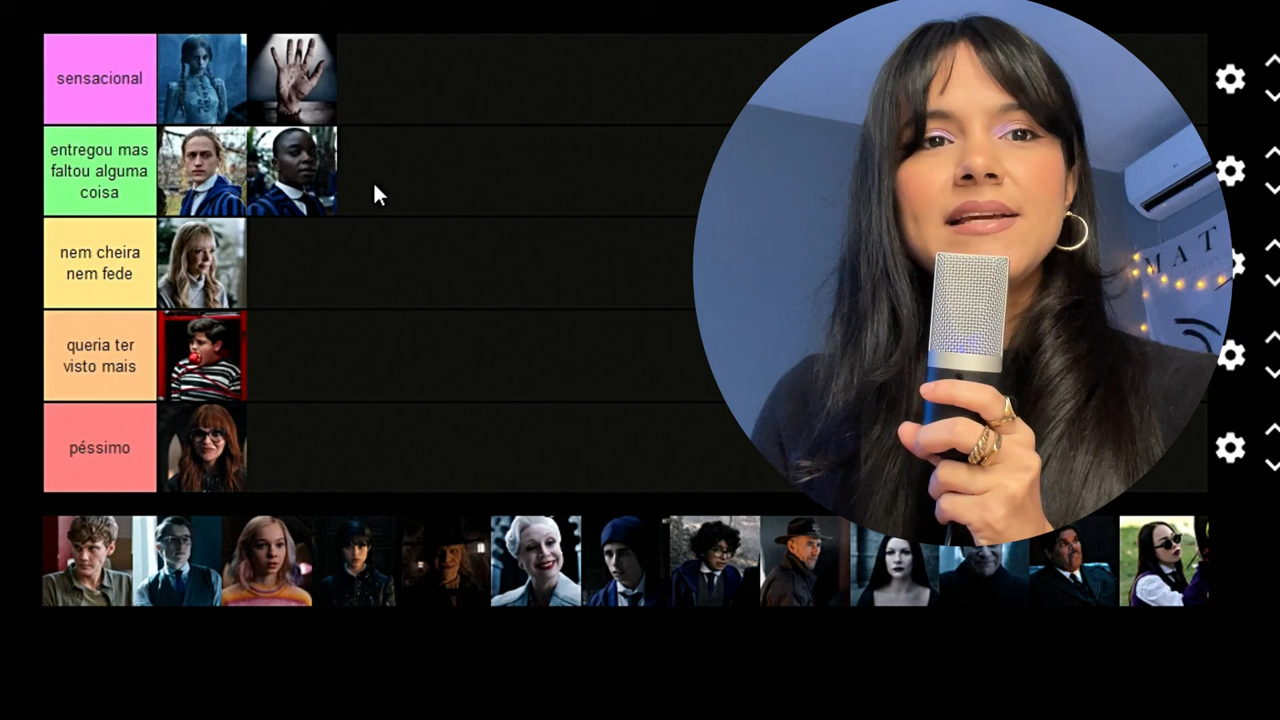 sensacional
entregou mas
faltou alguma
coisa
nem cheira
nem fede
queria ter
visto mais
péssimo
M A T